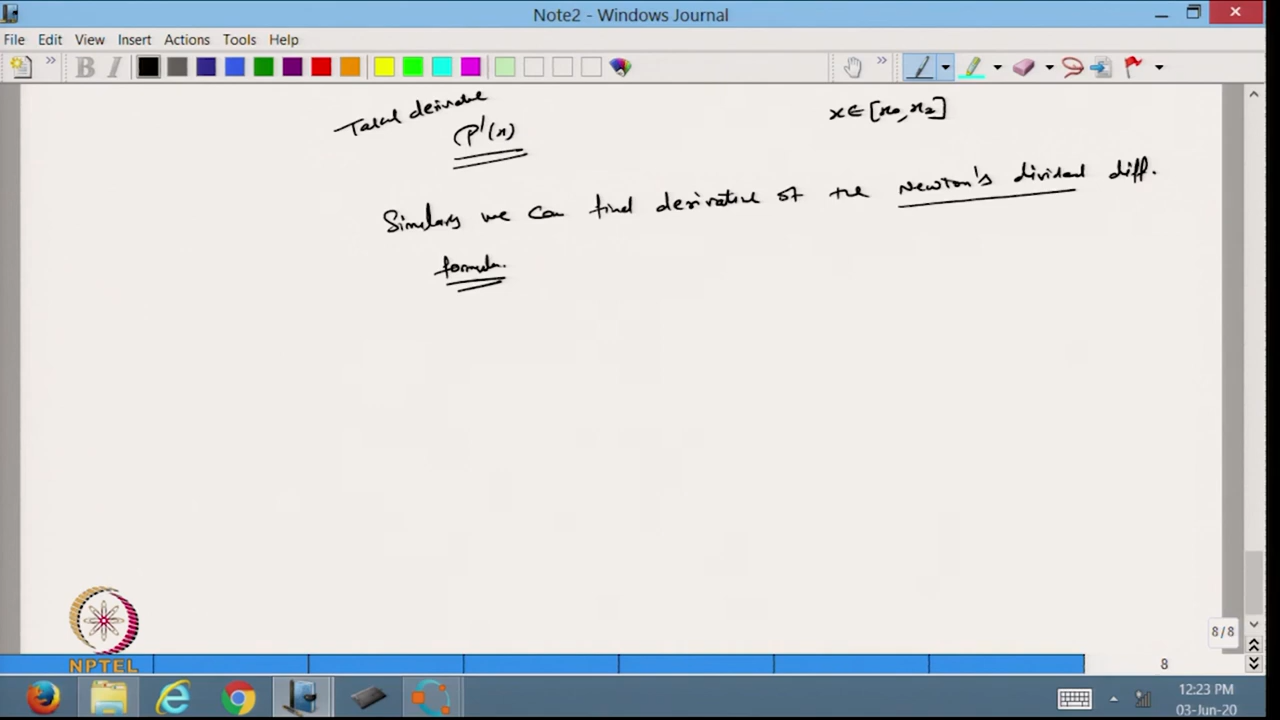 Note2 - Windows Journal
File Edit View Insert Actions Tools Help
Total derivative
P'(x)
x ∈ [x₀, x₂]
Similarly we can find derivative of the Newton's divided diff.
formula.
NPTEL
8/8
8
12:23 PM
03-Jun-20